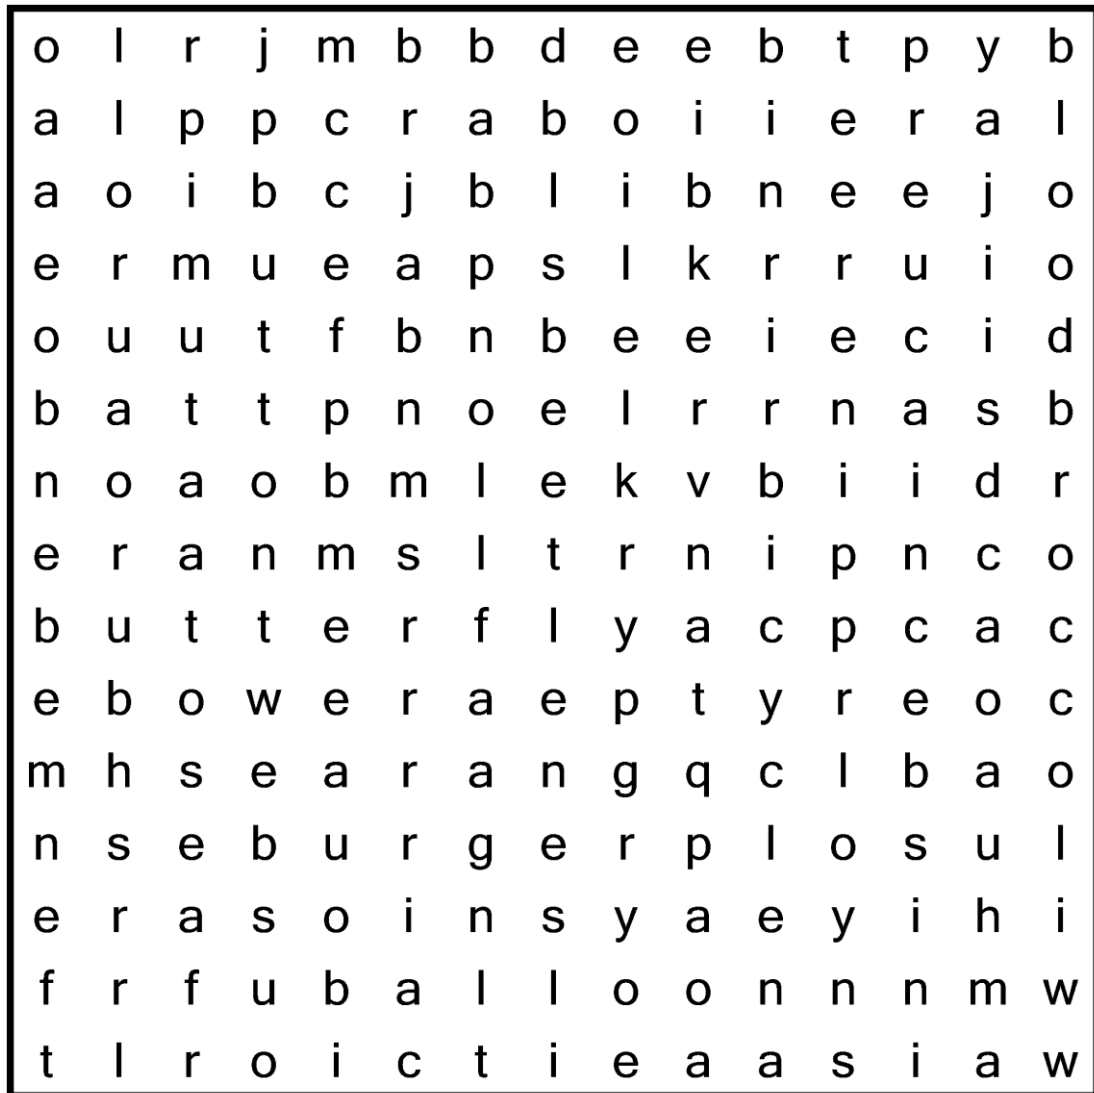 o l r j m b b d e e b t p y b
a l p p c r a b o i i e r a l
a o i b c j b l i b n e e j o
e r m u e a p s l k r r u i o
o u u t f b n b e e i e c i d
b a t t p n o e l r r n a s b
n o a o b m l e k v b i i d r
e r a n m s l t r n i p n c o
b u t t e r f l y a c p c a c
e b o w e r a e p t y r e o c
m h s e a r a n g q c l b a o
n s e b u r g e r p l o s u l
e r a s o i n s y a e y i h i
f r f u b a l l o o n n n m w
t l r o i c t i e a a s i a w